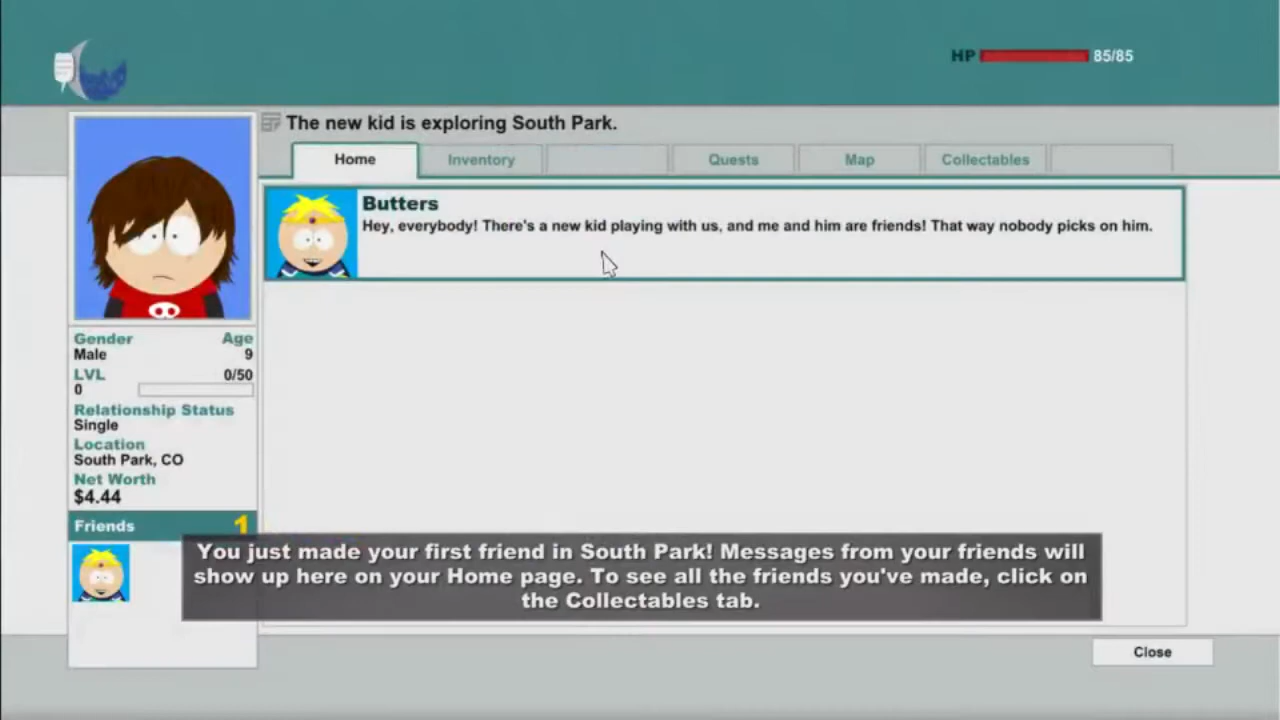 HP 85/85
The new kid is exploring South Park.
Home Inventory Quests Map Collectables
Butters
Hey, everybody! There's a new kid playing with us, and me and him are friends! That way nobody picks on him.
Gender Age
Male 9
LVL 0/50
0
Relationship Status
Single
Location
South Park, CO
Net Worth
$4.44
Friends 1
You just made your first friend in South Park! Messages from your friends will
show up here on your Home page. To see all the friends you've made, click on
the Collectables tab.
Close